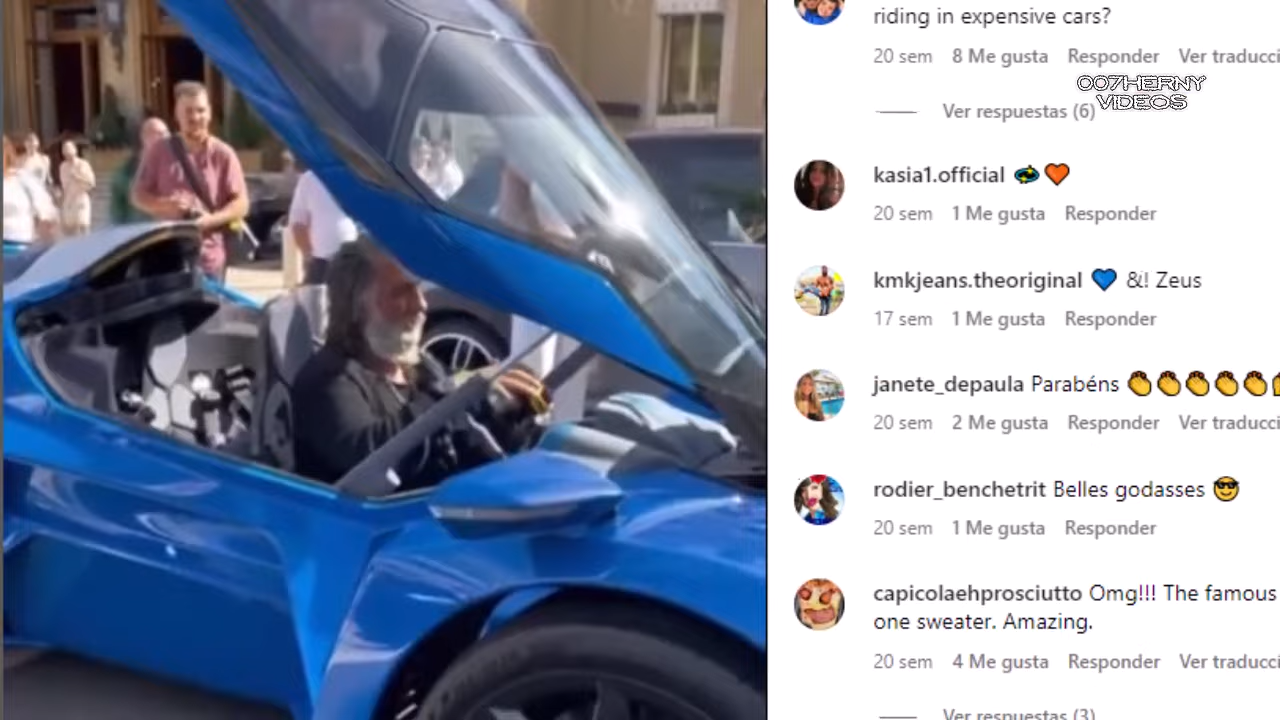 riding in expensive cars?
20 sem 8 Me gusta Responder Ver traducci
007HERNY
VIDEOS
Ver respuestas (6)
kasia1.official 💫🧡
20 sem 1 Me gusta Responder
kmkjeans.theoriginal 💙 &! Zeus
17 sem 1 Me gusta Responder
janete_depaula Parabéns 👏👏👏👏👏👏
20 sem 2 Me gusta Responder Ver traducci
rodier_benchetrit Belles godasses 😎
20 sem 1 Me gusta Responder
capicolaehprosciutto Omg!!! The famous
one sweater. Amazing.
20 sem 4 Me gusta Responder Ver traducci
Ver respuestas (3)